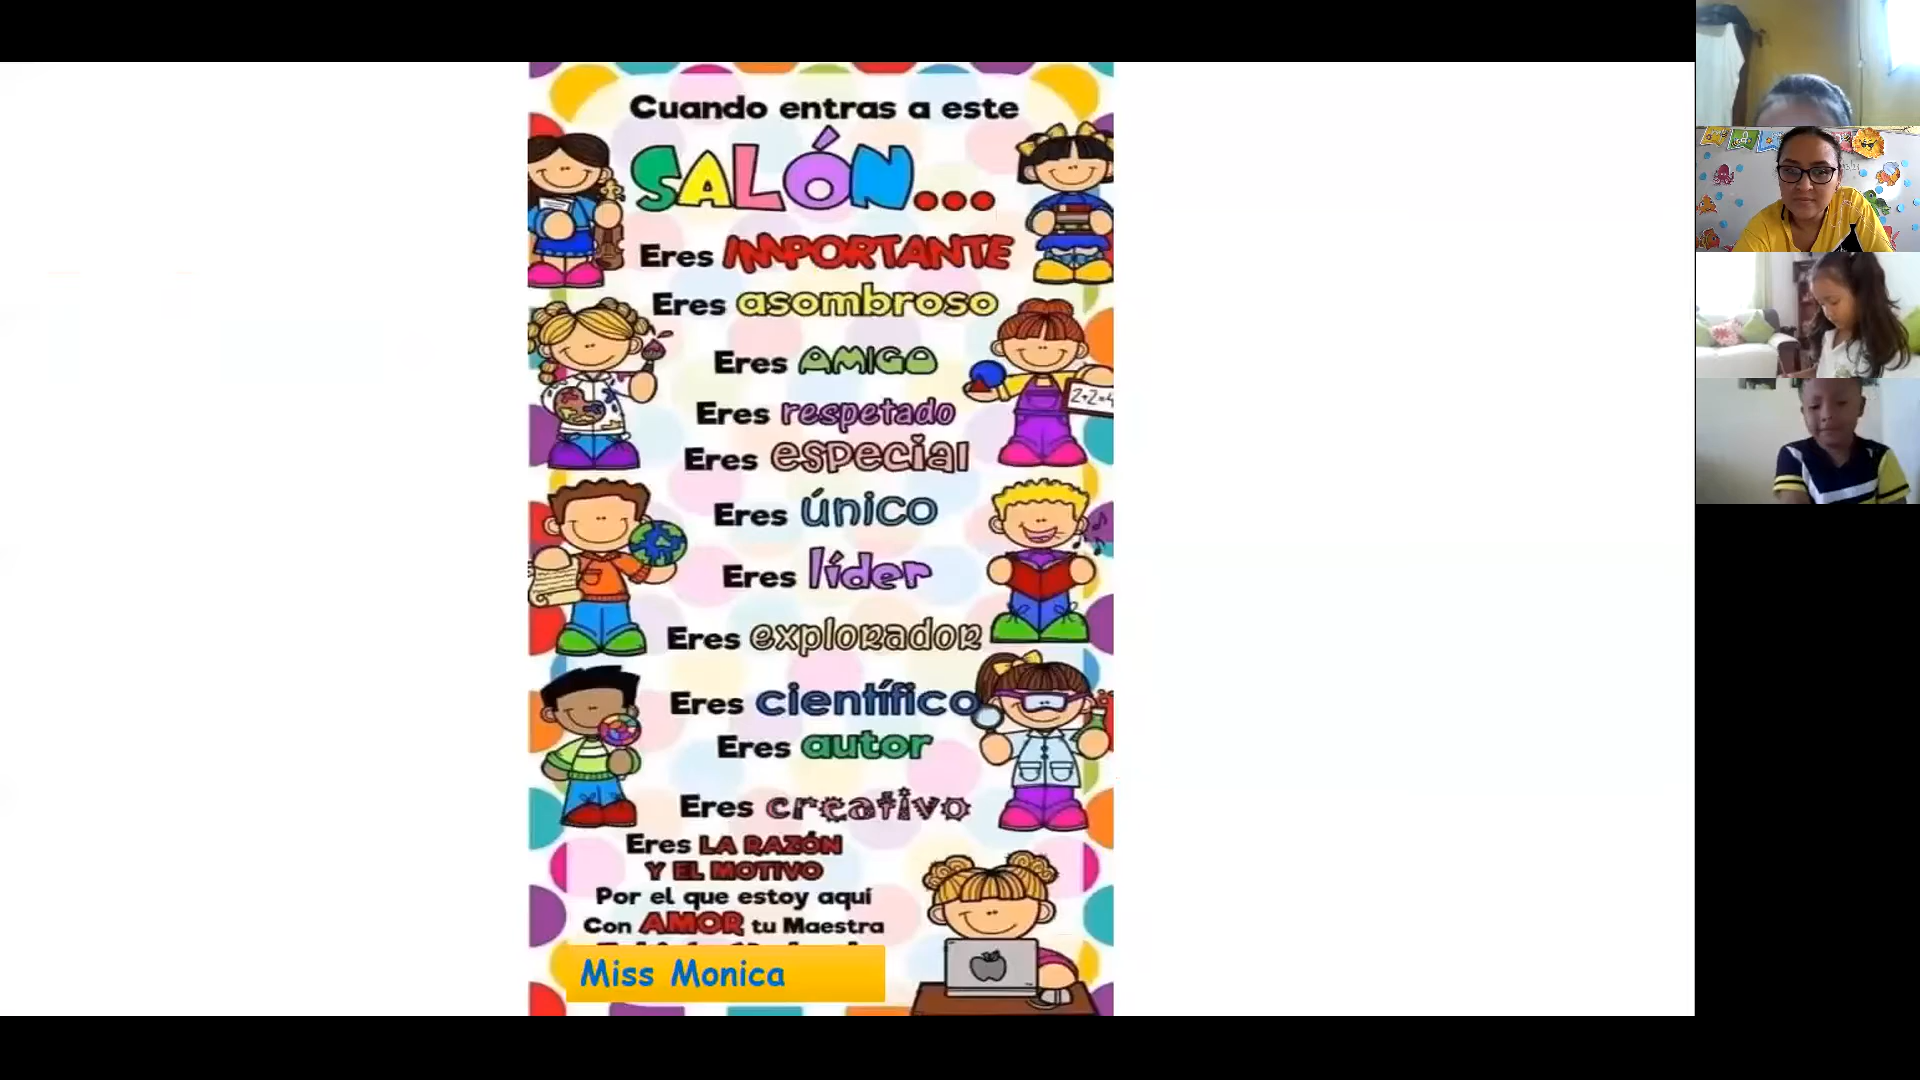 Cuando entras a este
SALÓN...
Eres IMPORTANTE
Eres asombroso
Eres AMIGO
Eres respetado
Eres especial
Eres único
Eres líder
Eres explorador
Eres científico
Eres autor
Eres creativo
Eres LA RAZÓN
Y EL MOTIVO
Por el que estoy aquí
Con AMOR tu Maestra
Miss Monica
2+2=4